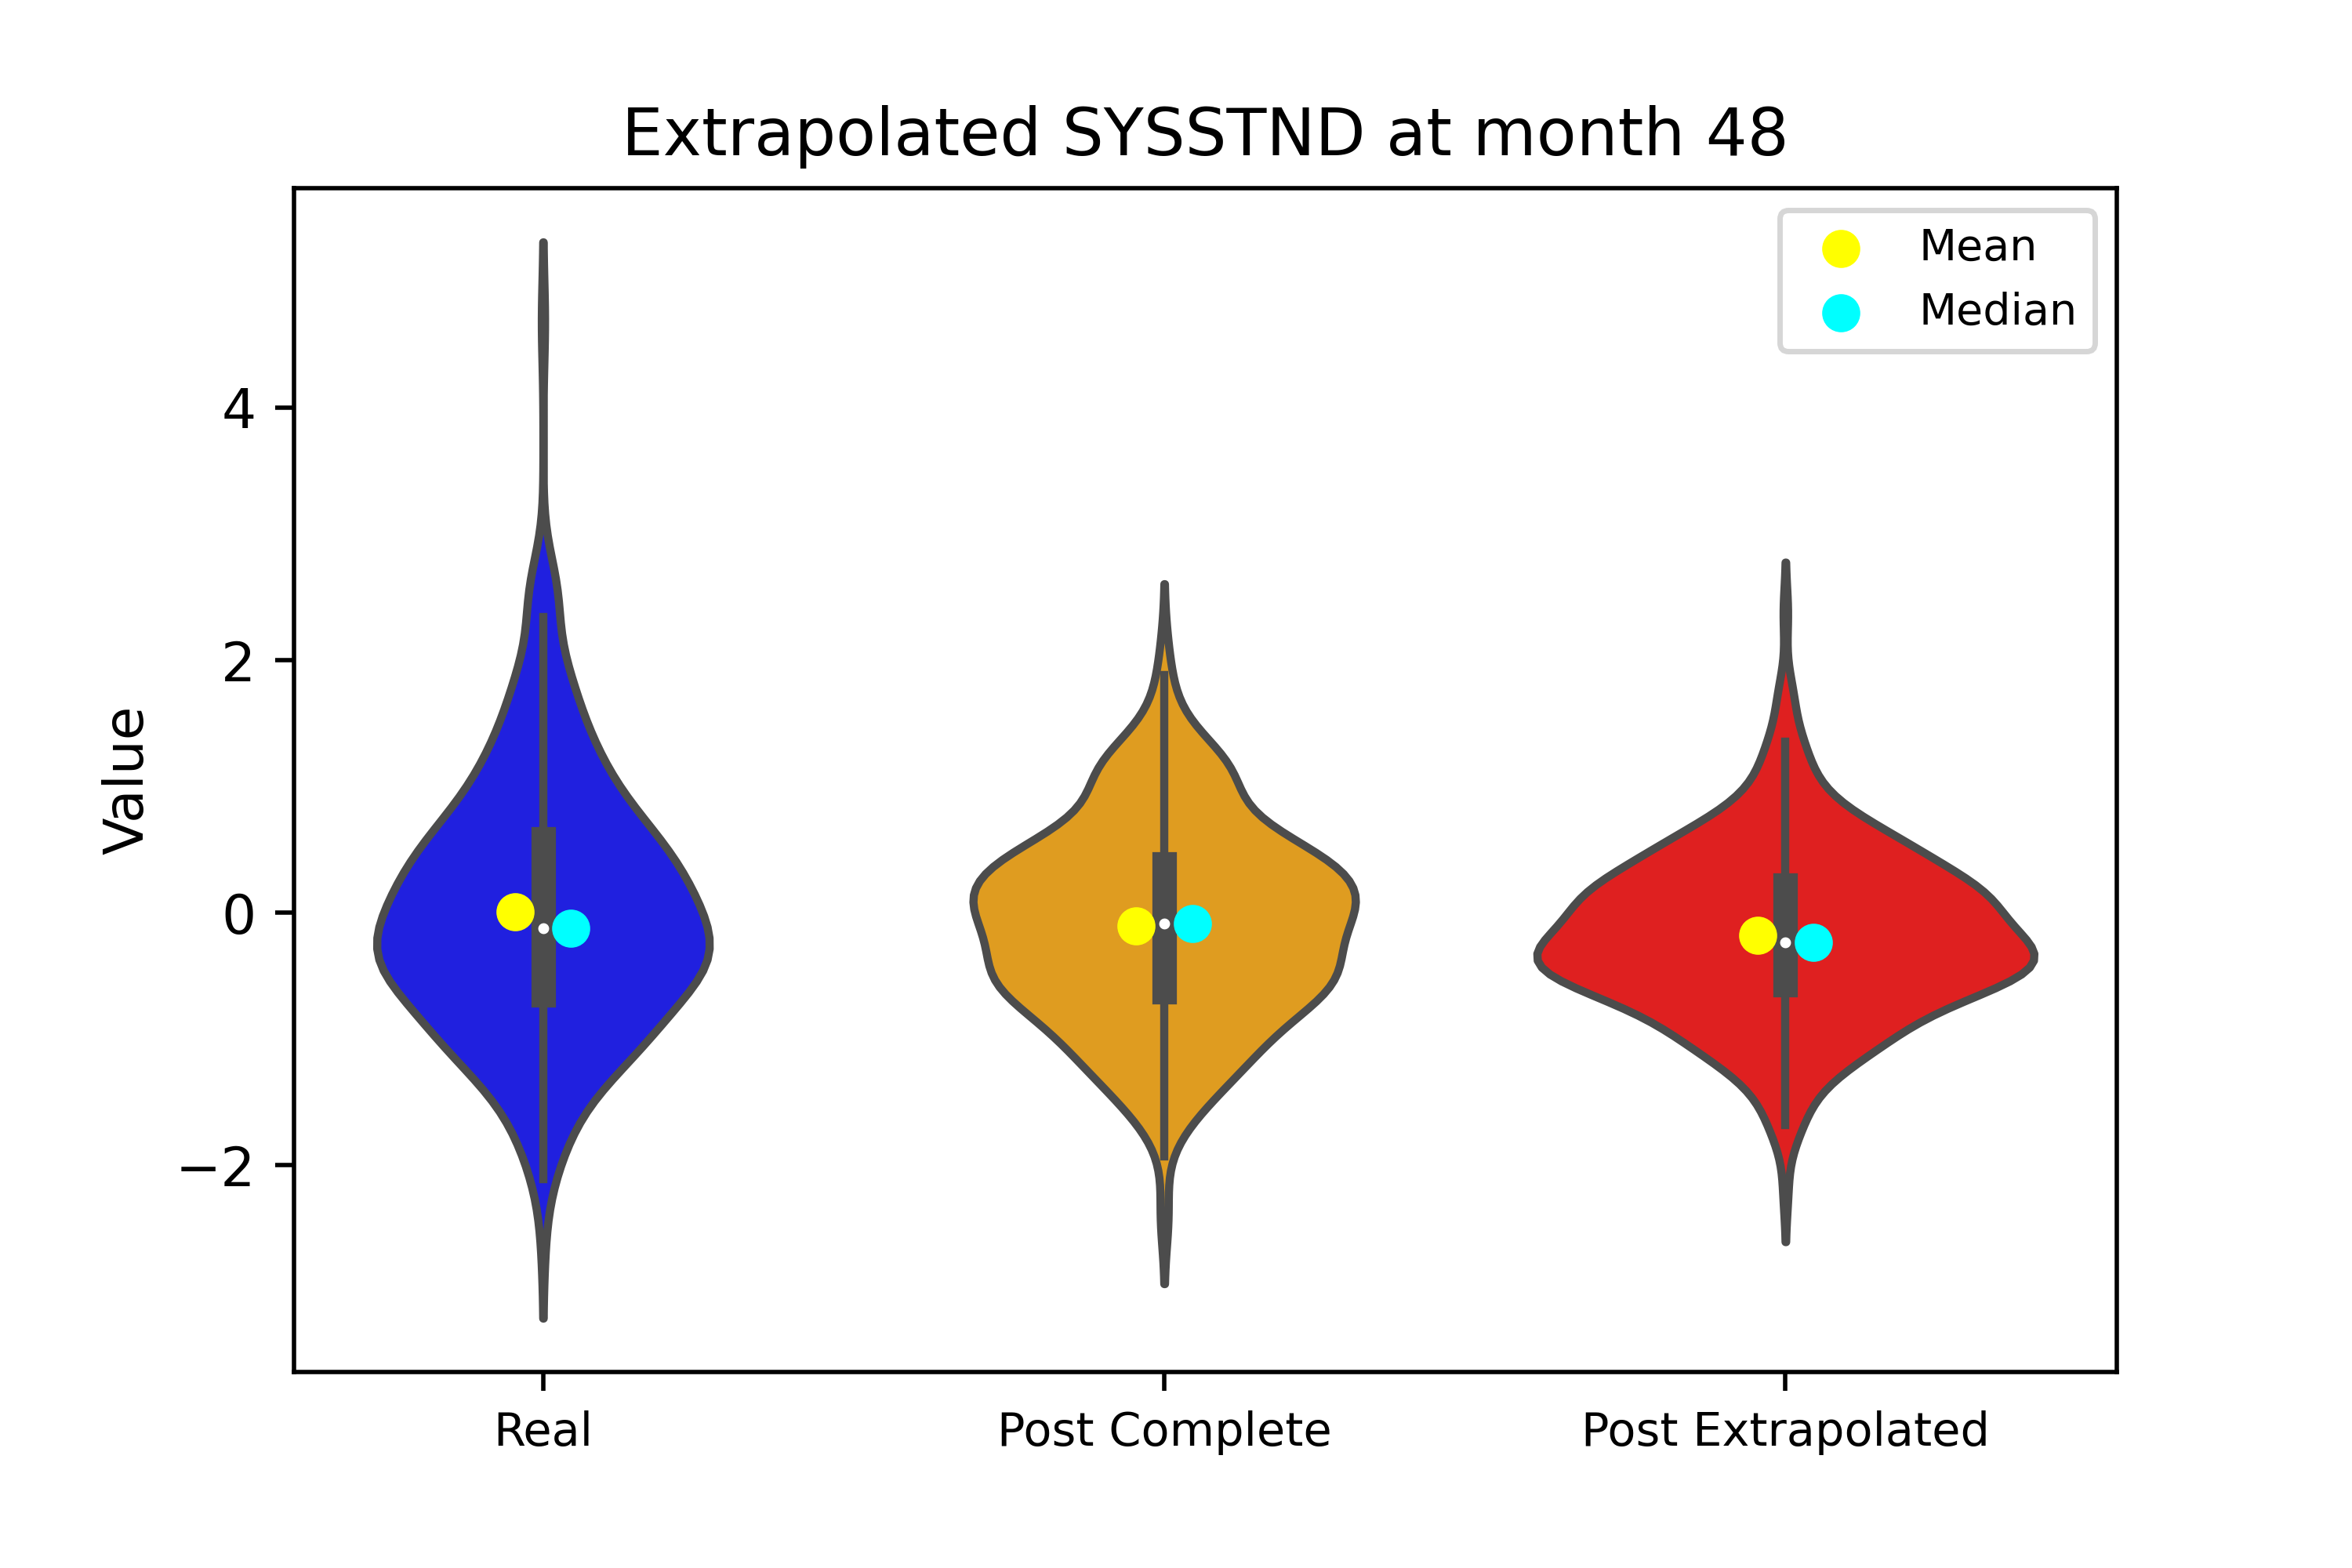 Extrapolated SYSSTND at month 48
Mean
Median
4
2
0
−2
Value
Real
Post Complete
Post Extrapolated